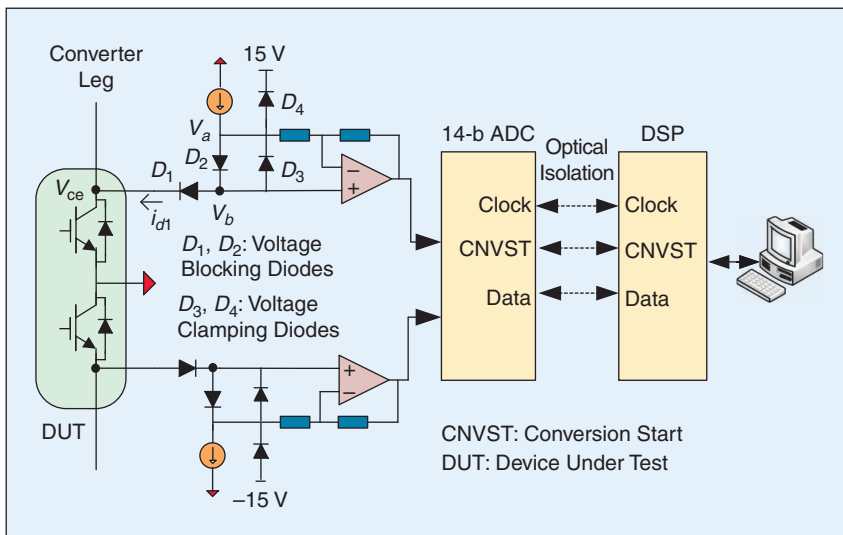 Converter
Leg
15 V
D4
Va
D1
D2
D3
14-b ADC
DSP
Optical
Isolation
Vce
id1
Vb
−
+
Clock
Clock
D1, D2: Voltage
Blocking Diodes
CNVST
CNVST
D3, D4: Voltage
Clamping Diodes
Data
Data
+
−
DUT
−15 V
CNVST: Conversion Start
DUT: Device Under Test